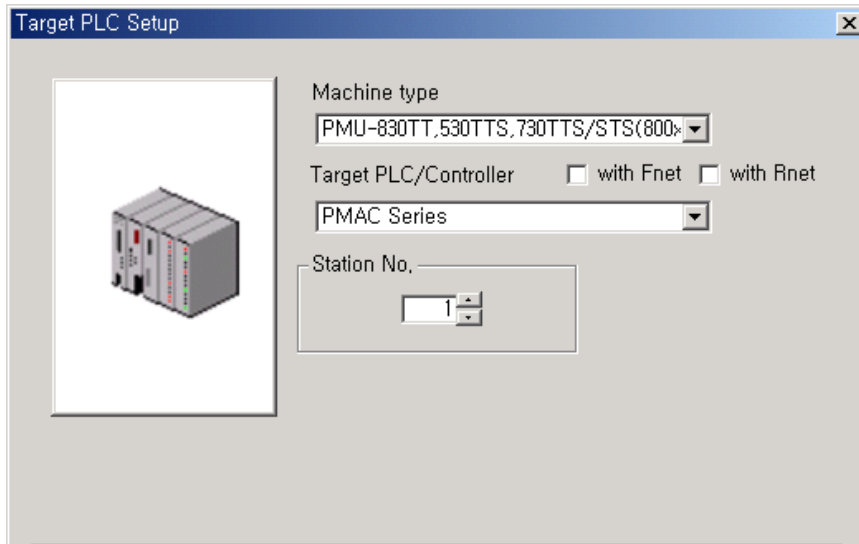 Target PLC Setup
Machine type
PMU-830TT,530TTS,730TTS/STS(800x
Target PLC/Controller with Fnet with Rnet
PMAC Series
Station No.
1